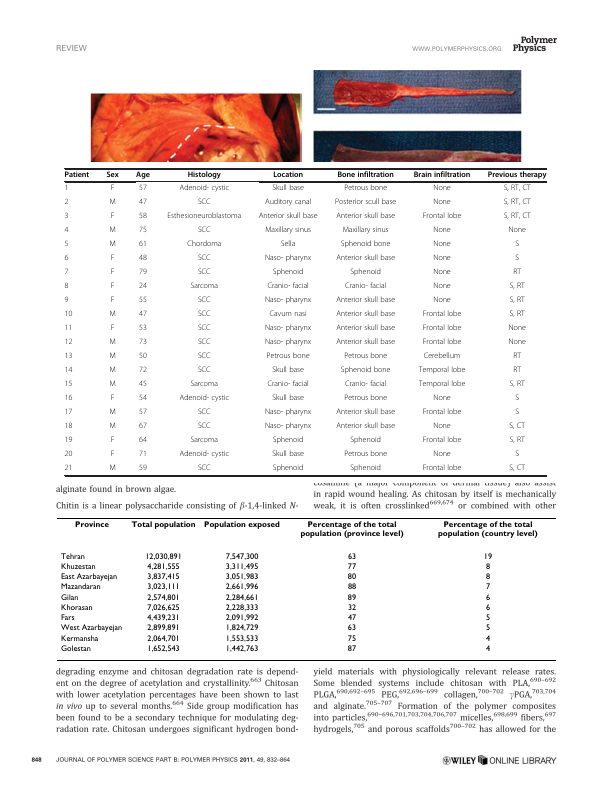 REVIEW
WWW.POLYMERPHYSICS.ORG
Polymer
Physics
Patient Sex Age Histology Location Bone infiltration Brain infiltration Previous therapy
1 F 57 Adenoid- cystic Skull base Petrous bone None S, RT, CT
2 M 47 SCC Auditory canal Posterior scull base None S, RT, CT
3 F 58 Esthesioneuroblastoma Anterior skull base Anterior skull base Frontal lobe S, RT, CT
4 M 75 SCC Maxillary sinus Maxillary sinus None None
5 M 61 Chordoma Sella Sphenoid bone None S
6 F 48 SCC Naso- pharynx Anterior skull base None S
7 F 79 SCC Sphenoid Sphenoid None RT
8 F 24 Sarcoma Cranio- facial Cranio- facial None S, RT
9 F 55 SCC Naso- pharynx Anterior skull base None S, RT
10 M 47 SCC Cavum nasi Anterior skull base Frontal lobe S, RT
11 F 53 SCC Naso- pharynx Anterior skull base Frontal lobe None
12 M 73 SCC Naso- pharynx Anterior skull base Frontal lobe None
13 M 50 SCC Petrous bone Petrous bone Cerebellum RT
14 M 72 SCC Skull base Sphenoid bone Temporal lobe RT
15 M 45 Sarcoma Cranio- facial Cranio- facial Temporal lobe S, RT
16 F 54 Adenoid- cystic Skull base Petrous bone None S
17 M 57 SCC Naso- pharynx Anterior skull base Frontal lobe S
18 M 67 SCC Naso- pharynx Anterior skull base None S, CT
19 F 64 Sarcoma Sphenoid Sphenoid Frontal lobe S, RT
20 F 71 Adenoid- cystic Skull base Petrous bone None S
21 M 59 SCC Sphenoid Sphenoid Frontal lobe S, CT
alginate found in brown algae.
Chitin is a linear polysaccharide consisting of β-1,4-linked N-
cosamine (a major component of dermal tissue) also assist
in rapid wound healing. As chitosan by itself is mechanically
weak, it is often crosslinked669,674 or combined with other
Province Total population Population exposed Percentage of the total Percentage of the total
population (province level) population (country level)
Tehran 12,030,891 7,547,300 63 19
Khuzestan 4,281,555 3,311,495 77 8
East Azarbayejan 3,837,415 3,051,983 80 8
Mazandaran 3,023,111 2,661,996 88 7
Gilan 2,574,801 2,284,661 89 6
Khorasan 7,026,625 2,228,333 32 6
Fars 4,439,231 2,091,992 47 5
West Azarbayejan 2,899,891 1,824,729 63 5
Kermansha 2,064,701 1,553,533 75 4
Golestan 1,652,543 1,442,763 87 4
degrading enzyme and chitosan degradation rate is depend-
ent on the degree of acetylation and crystallinity.663 Chitosan
with lower acetylation percentages have been shown to last
in vivo up to several months.664 Side group modification has
been found to be a secondary technique for modulating deg-
radation rate. Chitosan undergoes significant hydrogen bond-
yield materials with physiologically relevant release rates.
Some blended systems include chitosan with PLA,690–692
PLGA,690,692–695 PEG,692,696–699 collagen,700–702 γPGA,703,704
and alginate.705–707 Formation of the polymer composites
into particles,690–696,701,703,704,706,707 micelles,698,699 fibers,697
hydrogels,705 and porous scaffolds700–702 has allowed for the
848 JOURNAL OF POLYMER SCIENCE PART B: POLYMER PHYSICS 2011, 49, 832–864
WILEY ONLINE LIBRARY